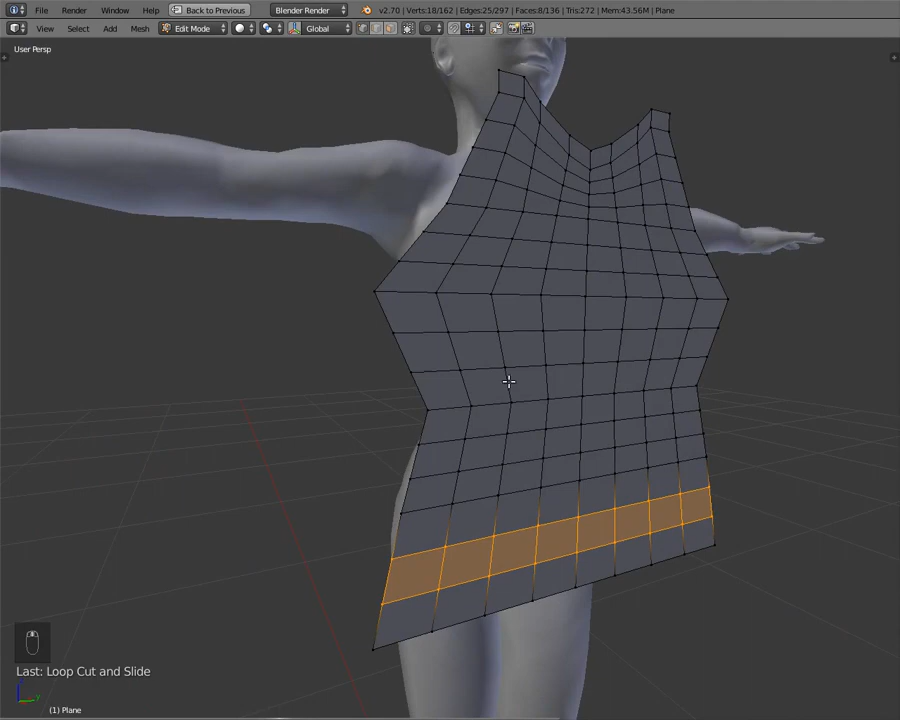 File Render Window Help Back to Previous Blender Render v2.70 | Verts:18/162 | Edges:25/297 | Faces:8/136 | Tris:272 | Mem:43.56M | Plane
View Select Add Mesh Edit Mode Global
User Persp
Last: Loop Cut and Slide
(1) Plane